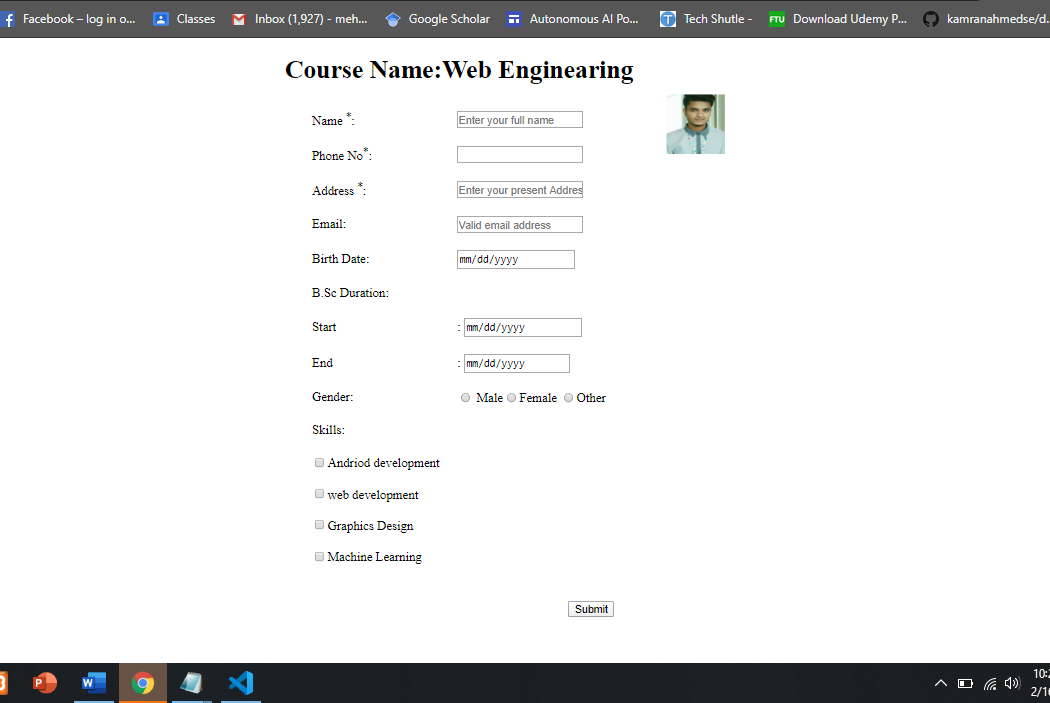 Facebook – log in o... Classes Inbox (1,927) - meh... Google Scholar Autonomous AI Po... Tech Shutle - FTU Download Udemy P... kamranahmedse/d.
Course Name:Web Enginearing
Name *: Enter your full name
Phone No*:
Address *: Enter your present Addres
Email: Valid email address
Birth Date: mm/dd/yyyy
B.Sc Duration:
Start : mm/dd/yyyy
End : mm/dd/yyyy
Gender: Male Female Other
Skills:
Andriod development
web development
Graphics Design
Machine Learning
Submit
10:2
2/10